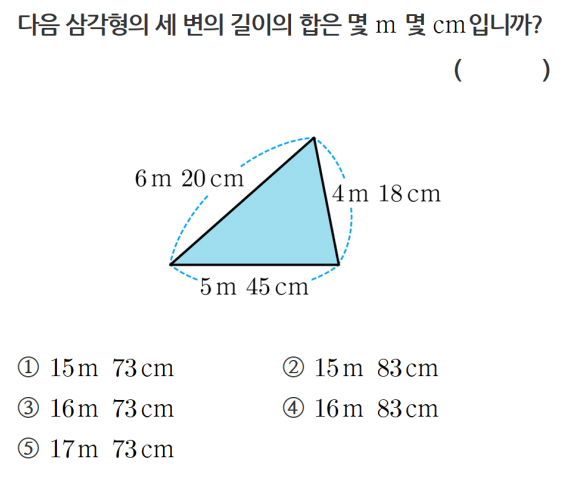 다음 삼각형의 세 변의 길이의 합은 몇 m 몇 cm입니까?
( )
6 m 20 cm
4 m 18 cm
5 m 45 cm
① 15 m 73 cm ② 15 m 83 cm
③ 16 m 73 cm ④ 16 m 83 cm
⑤ 17 m 73 cm